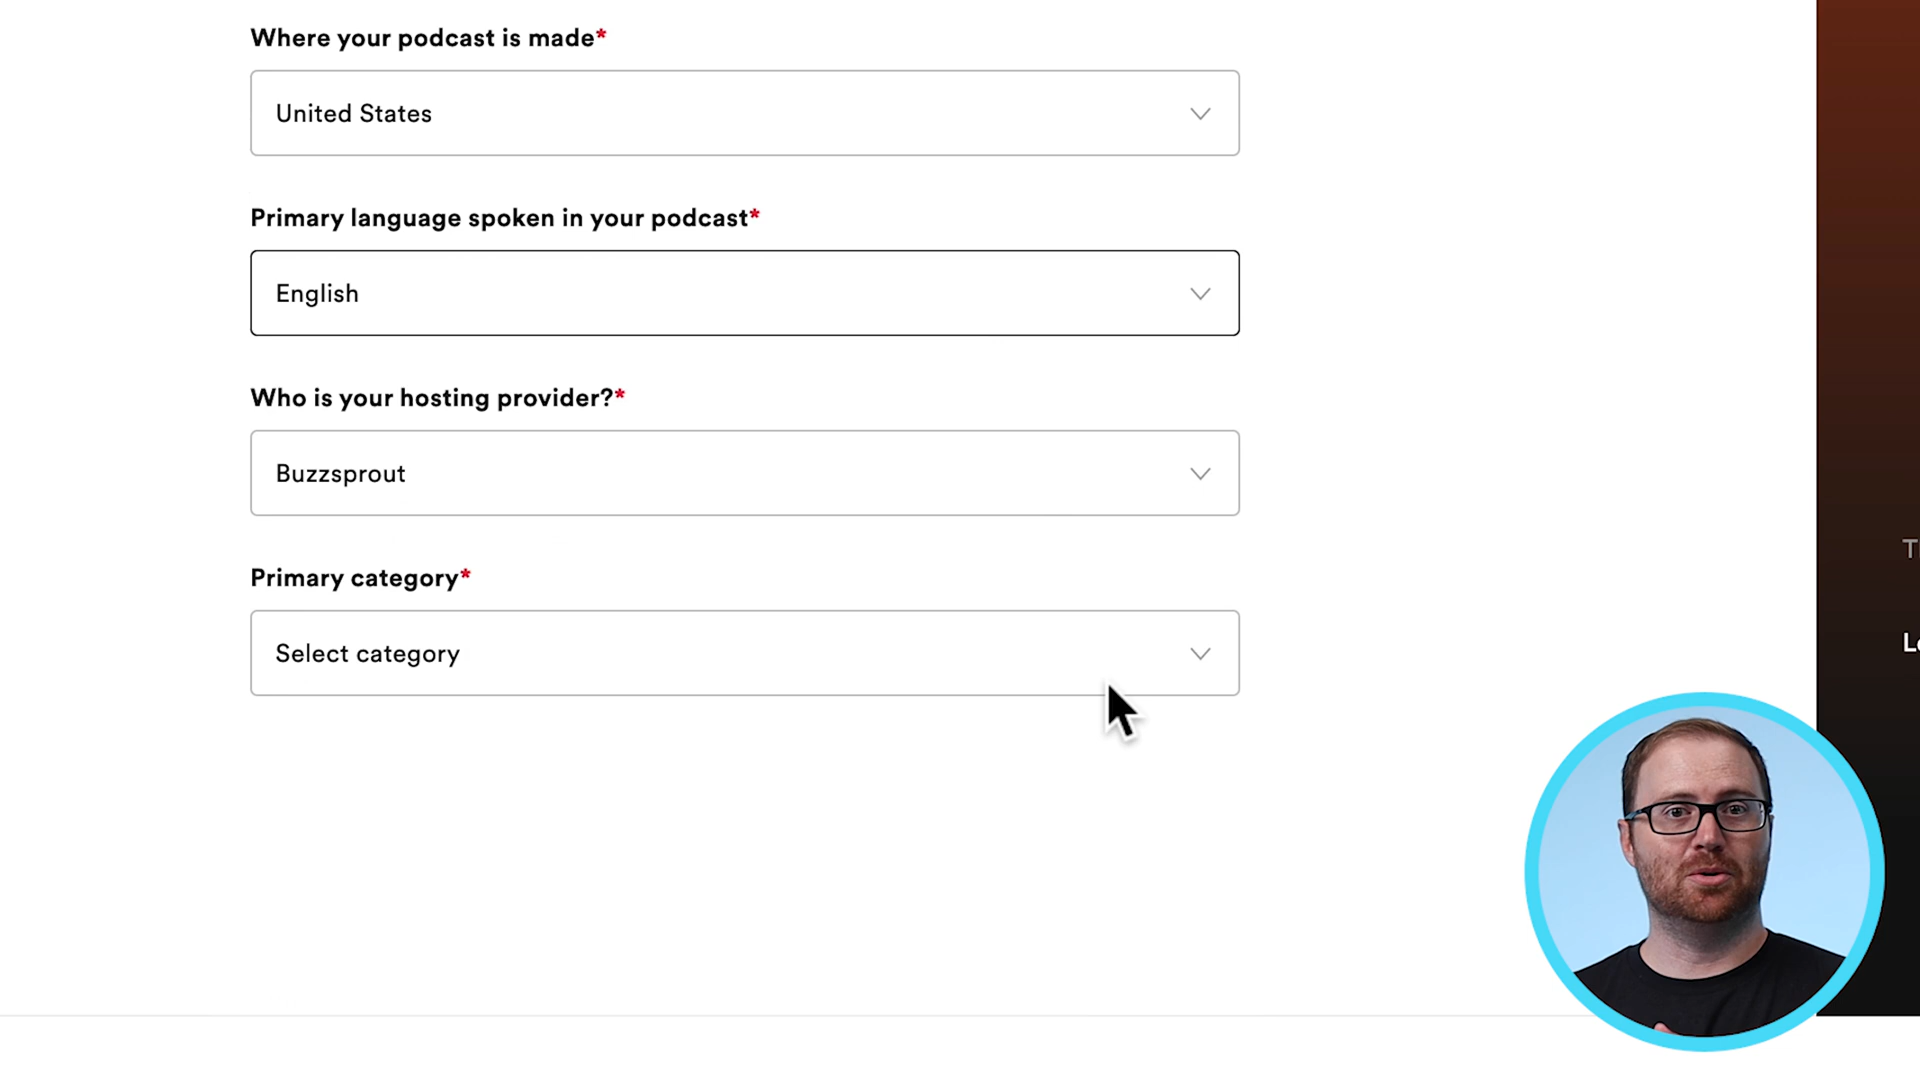 Where your podcast is made*
United States
Primary language spoken in your podcast*
English
Who is your hosting provider?*
Buzzsprout
Primary category*
Select category